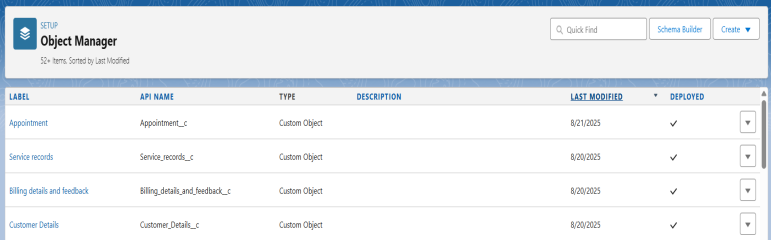 SETUP
Object Manager
52+ Items. Sorted by Last Modified
Quick Find
Schema Builder
Create
LABEL API NAME TYPE DESCRIPTION LAST MODIFIED DEPLOYED
Appointment Appointment__c Custom Object 8/21/2025
Service records Service_records__c Custom Object 8/20/2025
Billing details and feedback Billing_details_and_feedback__c Custom Object 8/20/2025
Customer Details Customer_Details__c Custom Object 8/20/2025